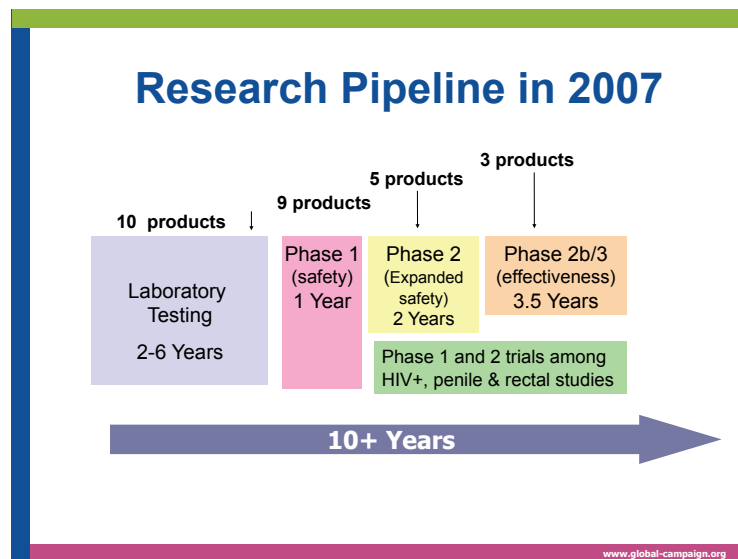 Research Pipeline in 2007
3 products
5 products
9 products
10 products
Laboratory
Testing
2-6 Years
Phase 1
(safety)
1 Year
Phase 2
(Expanded
safety)
2 Years
Phase 2b/3
(effectiveness)
3.5 Years
Phase 1 and 2 trials among
HIV+, penile & rectal studies
10+ Years
www.global-campaign.org